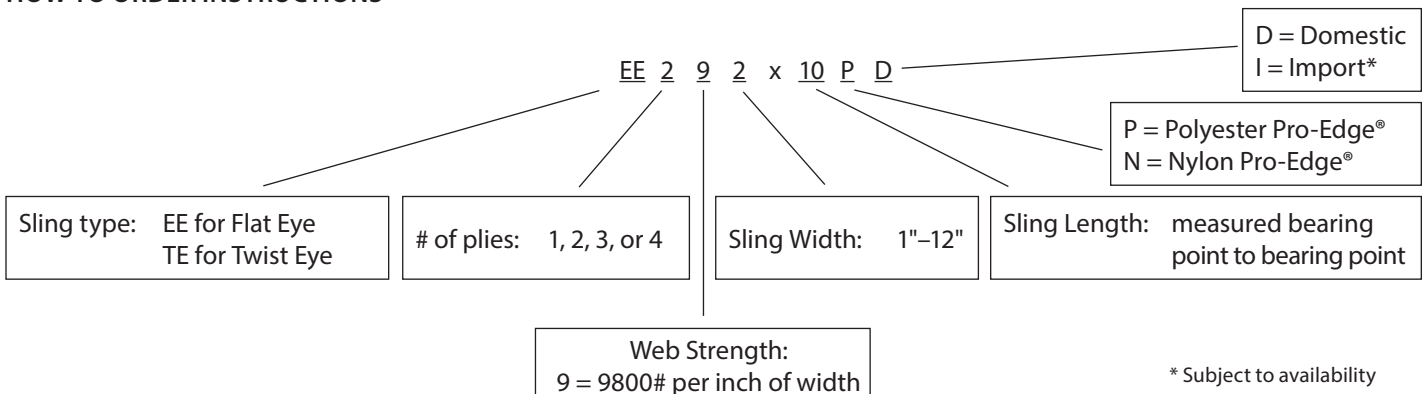 HOW TO ORDER INSTRUCTIONS
D = Domestic
I = Import*
EE 2 9 2 x 10 P D
P = Polyester Pro-Edge®
N = Nylon Pro-Edge®
Sling type: EE for Flat Eye
TE for Twist Eye
# of plies: 1, 2, 3, or 4
Sling Width: 1"–12"
Sling Length: measured bearing
point to bearing point
Web Strength:
9 = 9800# per inch of width
* Subject to availability